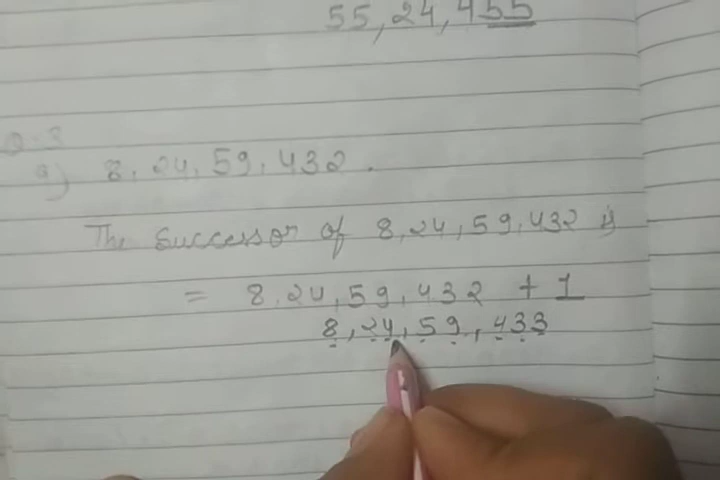 55,24,455
Q.2
a) 8,24,59,432.
The Successor of 8,24,59,432 is
= 8,24,59,432 + 1
8,24,59,433